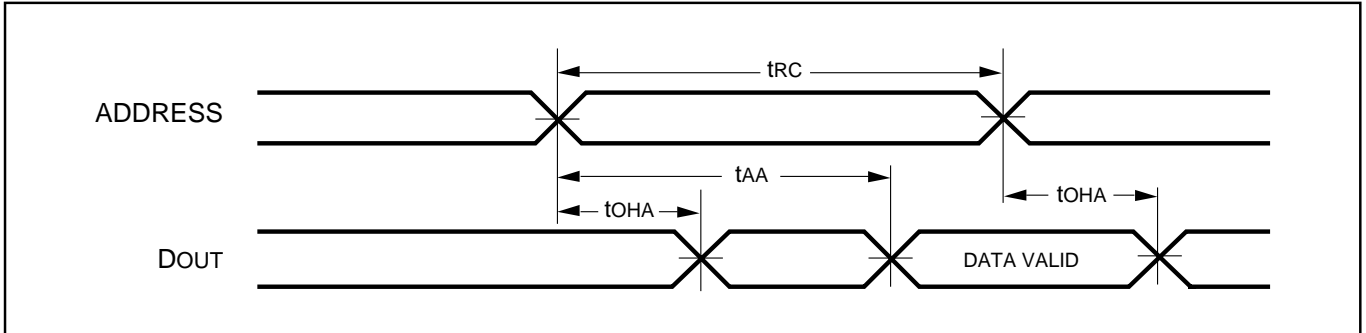 tRC
ADDRESS
tAA
tOHA
tOHA
DOUT
DATA VALID